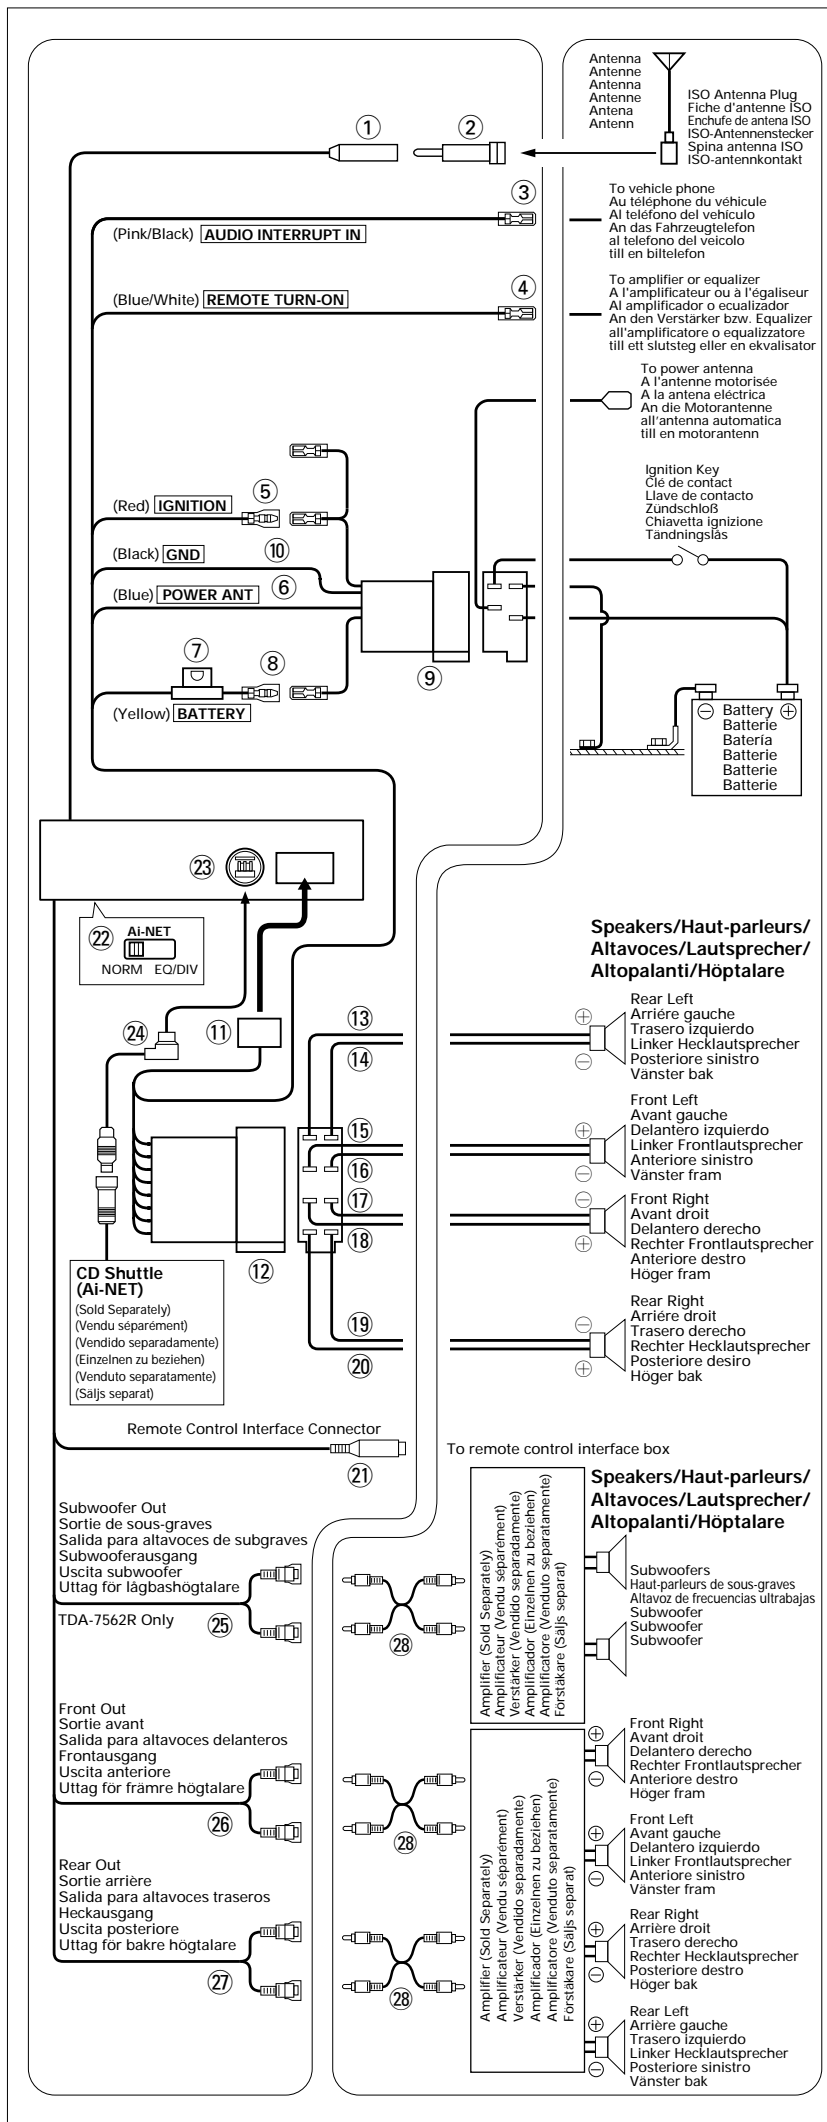 Antenna
Antenne
Antenna
Antenne
Antena
Antenn
ISO Antenna Plug
Fiche d'antenne ISO
Enchufe de antena ISO
ISO-Antennenstecker
Spina antenna ISO
ISO-antennkontakt
① ②
③
(Pink/Black) AUDIO INTERRUPT IN
To vehicle phone
Au téléphone du véhicule
Al teléfono del vehículo
An das Fahrzeugtelefon
al telefono del veicolo
till en biltelefon
④
(Blue/White) REMOTE TURN-ON
To amplifier or equalizer
A l'amplificateur ou à l'égaliseur
Al amplificador o ecualizador
An den Verstärker bzw. Equalizer
all'amplificatore o equalizzatore
till ett slutsteg eller en ekvalisator
To power antenna
A l'antenne motorisée
A la antena eléctrica
An die Motorantenne
all'antenna automatica
till en motorantenn
Ignition Key
Clé de contact
Llave de contacto
Zündschloß
Chiavetta ignizione
Tändningslås
⑤
(Red) IGNITION
(Black) GND ⑩
(Blue) POWER ANT ⑥
⑦ ⑧
⑨
(Yellow) BATTERY
⊖ Battery ⊕
Batterie
Batería
Batterie
Batterie
Batterie
㉓
㉒ Ai-NET
NORM EQ/DIV
㉔ ⑪
Speakers/Haut-parleurs/
Altavoces/Lautsprecher/
Altopalanti/Höptalare
⑬
⑭
⊕
⊖
Rear Left
Arriére gauche
Trasero izquierdo
Linker Hecklautsprecher
Posteriore sinistro
Vänster bak
⑮
⑯
⊕
⊖
Front Left
Avant gauche
Delantero izquierdo
Linker Frontlautsprecher
Anteriore sinistro
Vänster fram
⑰
⑱
⊖
⊕
Front Right
Avant droit
Delantero derecho
Rechter Frontlautsprecher
Anteriore destro
Höger fram
⑫
⑲
⑳
⊖
⊕
Rear Right
Arriére droit
Trasero derecho
Rechter Hecklautsprecher
Posteriore desiro
Höger bak
CD Shuttle
(Ai-NET)
(Sold Separately)
(Vendu séparément)
(Vendido separadamente)
(Einzelnen zu beziehen)
(Venduto separatamente)
(Säljs separat)
Remote Control Interface Connector
㉑
To remote control interface box
Subwoofer Out
Sortie de sous-graves
Salida para altavoces de subgraves
Subwooferausgang
Uscita subwoofer
Uttag för lågbashögtalare
TDA-7562R Only
㉕
㉘
Amplifier (Sold Separately)
Amplificateur (Vendu séparément)
Verstärker (Vendido separadamente)
Amplificador (Einzelnen zu beziehen)
Amplificatore (Venduto separatamente)
Förstäkare (Säljs separat)
Speakers/Haut-parleurs/
Altavoces/Lautsprecher/
Altopalanti/Höptalare
Subwoofers
Haut-parleurs de sous-graves
Altavoz de frecuencias ultrabajas
Subwoofer
Subwoofer
Subwoofer
Front Out
Sortie avant
Salida para altavoces delanteros
Frontausgang
Uscita anteriore
Uttag för främre högtalare
㉖
㉘
Rear Out
Sortie arrière
Salida para altavoces traseros
Heckausgang
Uscita posteriore
Uttag för bakre högtalare
㉗
㉘
Amplifier (Sold Separately)
Amplificateur (Vendu séparément)
Verstärker (Vendido separadamente)
Amplificador (Einzelnen zu beziehen)
Amplificatore (Venduto separatamente)
Förstäkare (Säljs separat)
⊕
⊖
Front Right
Avant droit
Delantero derecho
Rechter Frontlautsprecher
Anteriore destro
Höger fram
⊕
⊖
Front Left
Avant gauche
Delantero izquierdo
Linker Frontlautsprecher
Anteriore sinistro
Vänster fram
⊕
⊖
Rear Right
Arrière droit
Trasero derecho
Rechter Hecklautsprecher
Posteriore destro
Höger bak
⊕
⊖
Rear Left
Arrière gauche
Trasero izquierdo
Linker Hecklautsprecher
Posteriore sinistro
Vänster bak